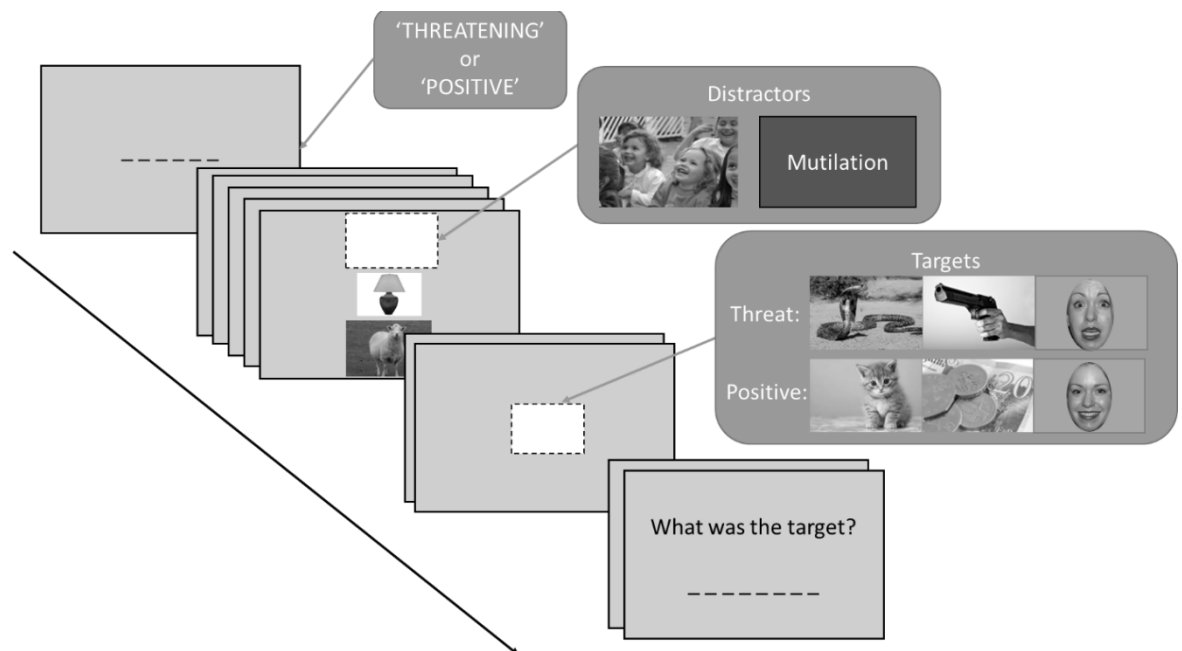 ‘THREATENING’
or
‘POSITIVE’
Distractors
Mutilation
Targets
Threat:
Positive:
What was the target?